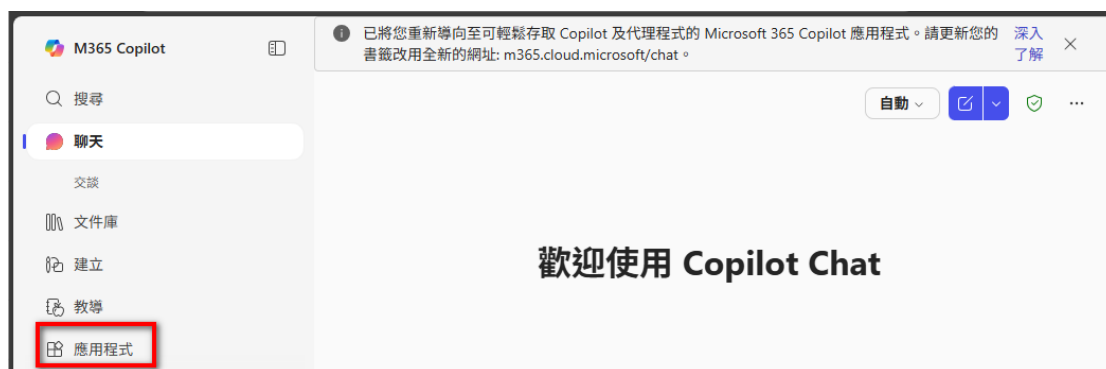 M365 Copilot
搜尋
聊天
交談
文件庫
建立
教導
應用程式
已將您重新導向至可輕鬆存取 Copilot 及代理程式的 Microsoft 365 Copilot 應用程式。請更新您的
書籤改用全新的網址: m365.cloud.microsoft/chat。
深入
了解
自動
歡迎使用 Copilot Chat